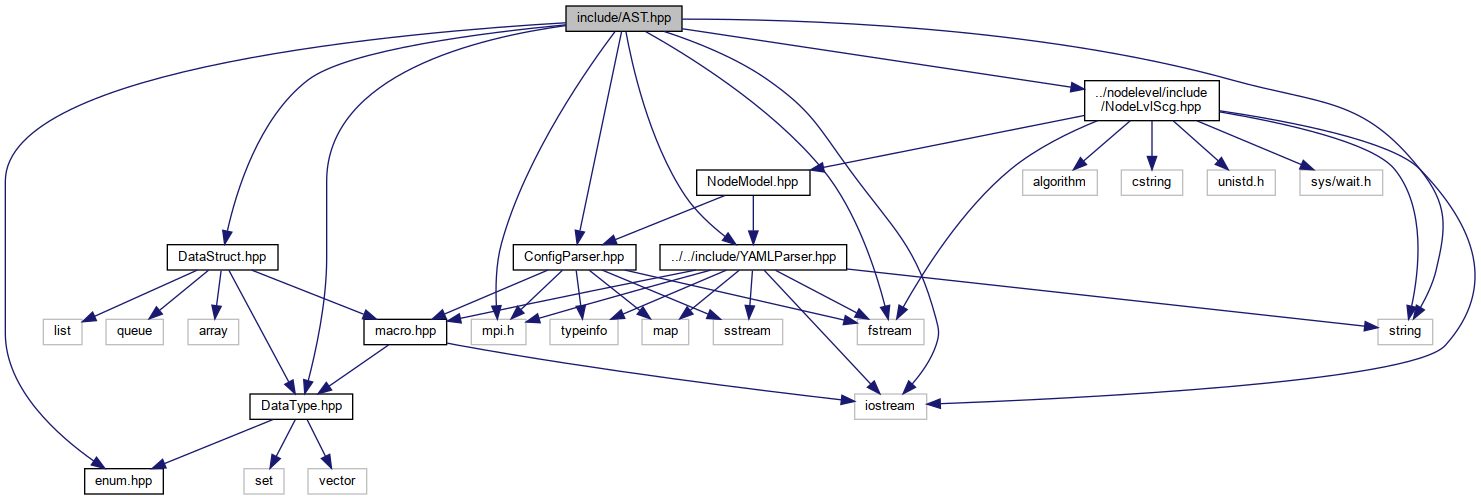 include/AST.hpp
../nodelevel/include
/NodeLvlScg.hpp
NodeModel.hpp
algorithm
cstring
unistd.h
sys/wait.h
DataStruct.hpp
ConfigParser.hpp
../../include/YAMLParser.hpp
list
queue
array
macro.hpp
mpi.h
typeinfo
map
sstream
fstream
string
DataType.hpp
iostream
enum.hpp
set
vector